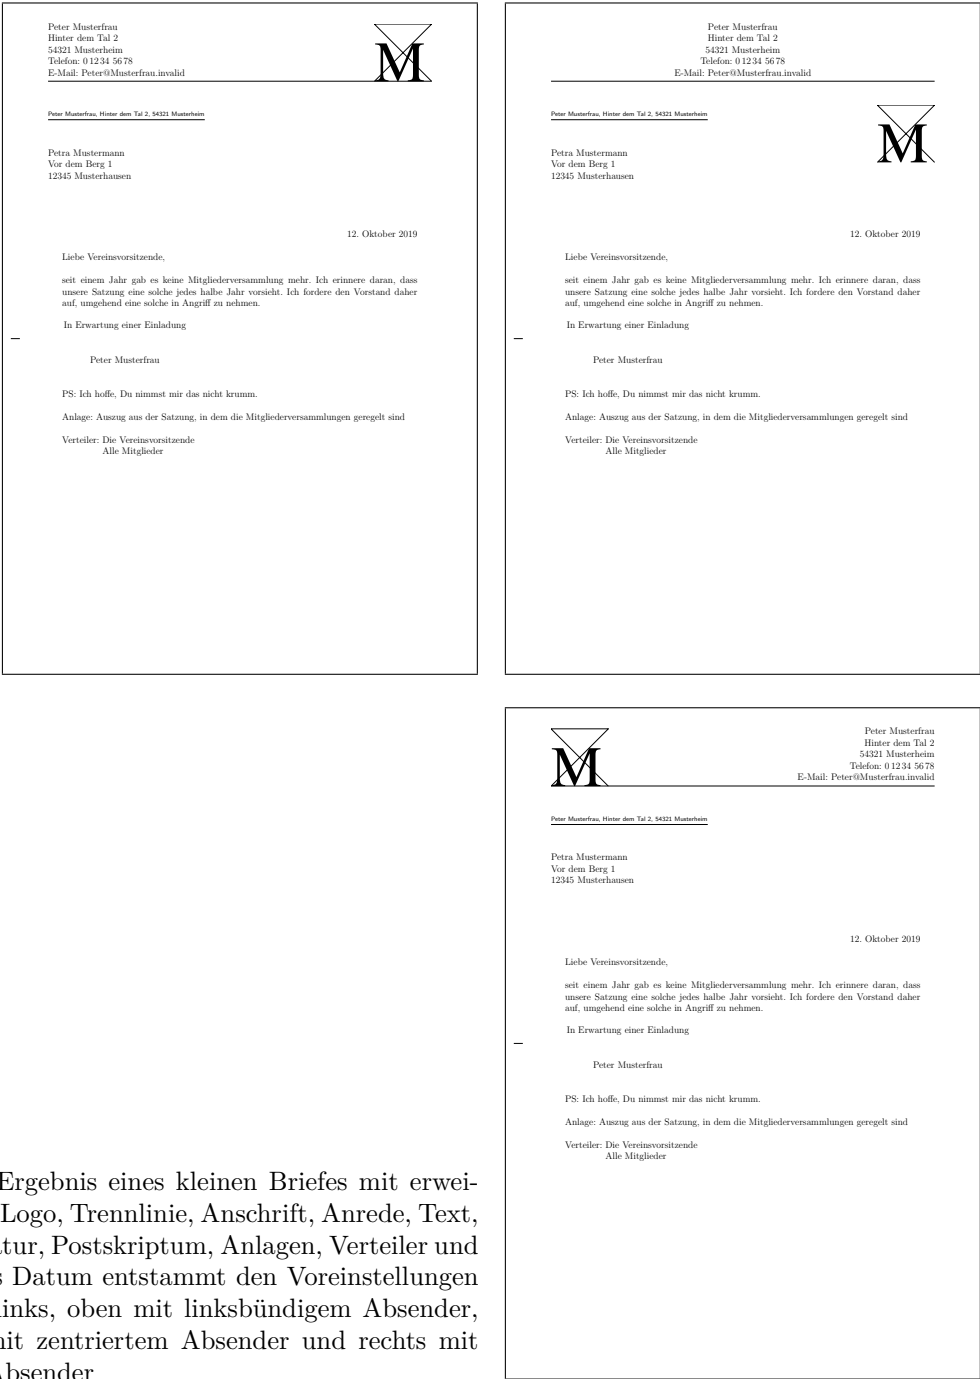 Peter Musterfrau
Hinter dem Tal 2
54321 Musterheim
Telefon: 0 12 34 56 78
E-Mail: Peter@Musterfrau.invalid
M
Peter Musterfrau, Hinter dem Tal 2, 54321 Musterheim
Petra Mustermann
Vor dem Berg 1
12345 Musterhausen
12. Oktober 2019
Liebe Vereinsvorsitzende,
seit einem Jahr gab es keine Mitgliederversammlung mehr. Ich erinnere daran, dass
unsere Satzung eine solche jedes halbe Jahr vorsieht. Ich fordere den Vorstand daher
auf, umgehend eine solche in Angriff zu nehmen.
In Erwartung einer Einladung
Peter Musterfrau
PS: Ich hoffe, Du nimmst mir das nicht krumm.
Anlage: Auszug aus der Satzung, in dem die Mitgliederversammlungen geregelt sind
Verteiler: Die Vereinsvorsitzende
Alle Mitglieder
Peter Musterfrau
Hinter dem Tal 2
54321 Musterheim
Telefon: 0 12 34 56 78
E-Mail: Peter@Musterfrau.invalid
Peter Musterfrau, Hinter dem Tal 2, 54321 Musterheim
M
Petra Mustermann
Vor dem Berg 1
12345 Musterhausen
12. Oktober 2019
Liebe Vereinsvorsitzende,
seit einem Jahr gab es keine Mitgliederversammlung mehr. Ich erinnere daran, dass
unsere Satzung eine solche jedes halbe Jahr vorsieht. Ich fordere den Vorstand daher
auf, umgehend eine solche in Angriff zu nehmen.
In Erwartung einer Einladung
Peter Musterfrau
PS: Ich hoffe, Du nimmst mir das nicht krumm.
Anlage: Auszug aus der Satzung, in dem die Mitgliederversammlungen geregelt sind
Verteiler: Die Vereinsvorsitzende
Alle Mitglieder
M
Peter Musterfrau
Hinter dem Tal 2
54321 Musterheim
Telefon: 0 12 34 56 78
E-Mail: Peter@Musterfrau.invalid
Peter Musterfrau, Hinter dem Tal 2, 54321 Musterheim
Petra Mustermann
Vor dem Berg 1
12345 Musterhausen
12. Oktober 2019
Liebe Vereinsvorsitzende,
seit einem Jahr gab es keine Mitgliederversammlung mehr. Ich erinnere daran, dass
unsere Satzung eine solche jedes halbe Jahr vorsieht. Ich fordere den Vorstand daher
auf, umgehend eine solche in Angriff zu nehmen.
In Erwartung einer Einladung
Peter Musterfrau
PS: Ich hoffe, Du nimmst mir das nicht krumm.
Anlage: Auszug aus der Satzung, in dem die Mitgliederversammlungen geregelt sind
Verteiler: Die Vereinsvorsitzende
Alle Mitglieder
Ergebnis eines kleinen Briefes mit erwei-
Logo, Trennlinie, Anschrift, Anrede, Text,
tur, Postskriptum, Anlagen, Verteiler und
s Datum entstammt den Voreinstellungen
links, oben mit linksbündigem Absender,
nit zentriertem Absender und rechts mit
Absender